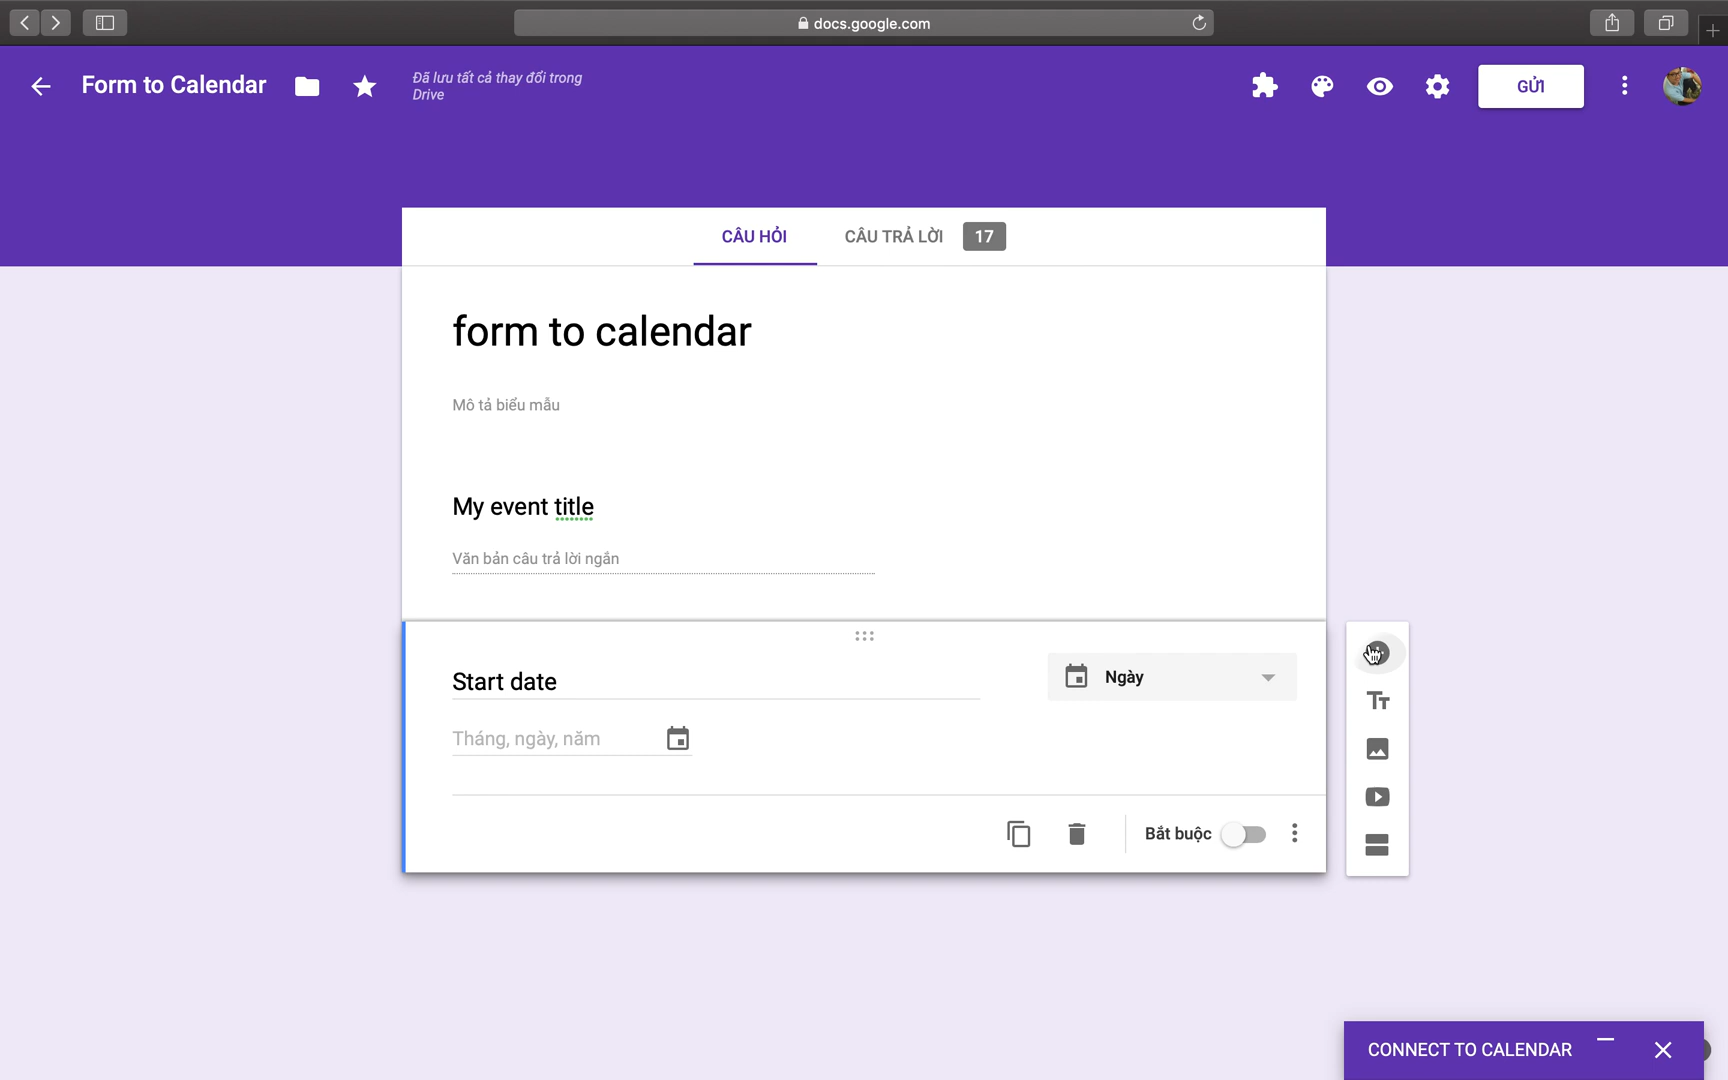 docs.google.com
Form to Calendar
Đã lưu tất cả thay đổi trong
Drive
GỬI
CÂU HỎI
CÂU TRẢ LỜI
17
form to calendar
Mô tả biểu mẫu
My event title
Văn bản câu trả lời ngắn
Start date
Ngày
Tháng, ngày, năm
Bắt buộc
Tт
CONNECT TO CALENDAR